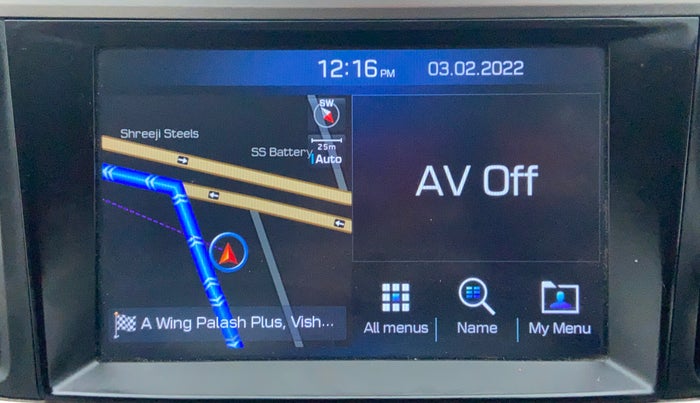 12:16 PM 03.02.2022
SW
Shreeji Steels
25m
SS Battery
Auto
AV Off
A Wing Palash Plus, Vish...
All menus
Name
My Menu